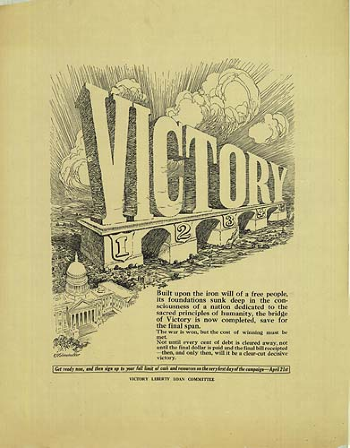 VICTORY
1 2 3 4
Built upon the iron will of a free people,
its foundations sunk deep in the con-
sciousness of a nation dedicated to the
sacred principles of humanity, the bridge
of Victory is now completed, save for
the final span.
The war is won, but the cost of winning must be
met.
Not until every cent of debt is cleared away, not
until the final dollar is paid and the final bill receipted
—then, and only then, will it be a clear-cut decisive
victory.
Get ready now, and then sign up to your full limit of cash and resources on the very first day of the campaign—April 21st
VICTORY LIBERTY LOAN COMMITTEE